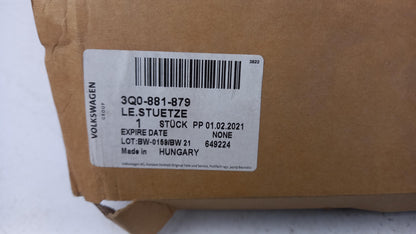 3823
VOLKSWAGEN
GROUP
3Q0-881-879
LE.STUETZE
1 STÜCK PP 01.02.2021
EXPIRE DATE NONE
LOT:BW-0159/BW 21 649224
Made in HUNGARY